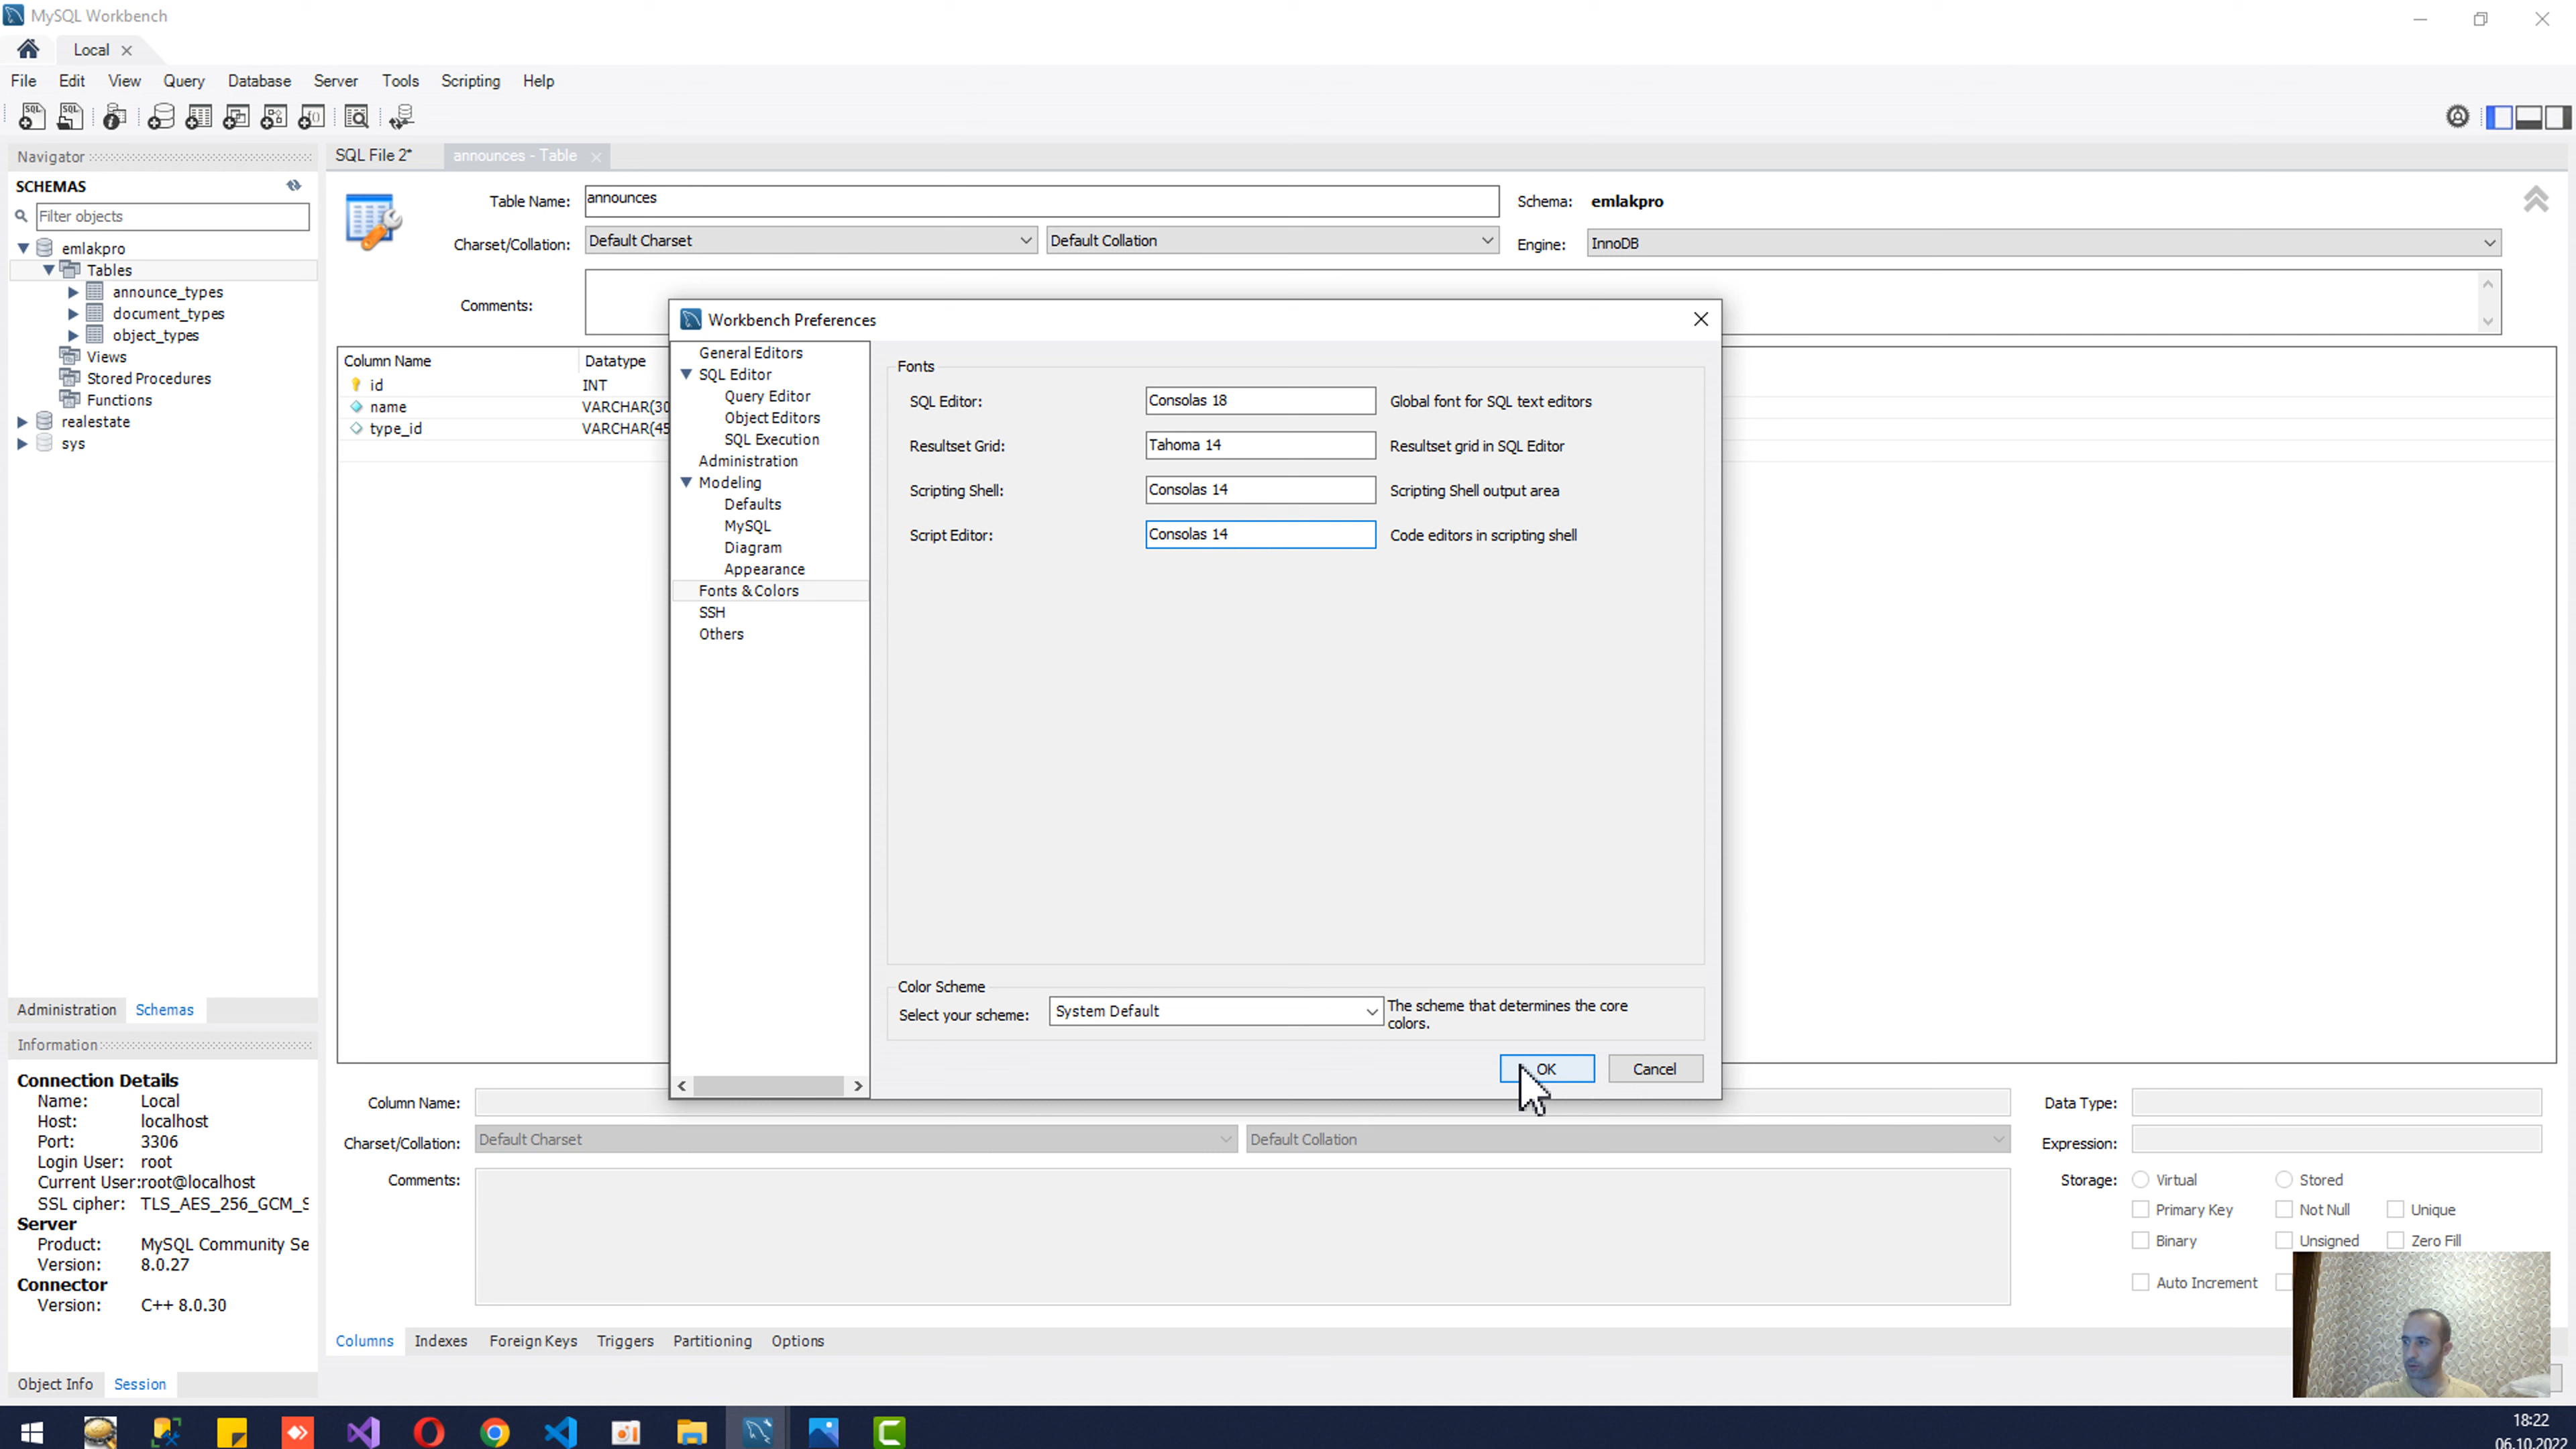 MySQL Workbench
Local
File Edit View Query Database Server Tools Scripting Help
Navigator
SQL File 2*
announces - Table
SCHEMAS
Filter objects
emlakpro
Tables
announce_types
document_types
object_types
Views
Stored Procedures
Functions
realestate
sys
Table Name: announces
Schema: emlakpro
Charset/Collation: Default Charset Default Collation
Engine: InnoDB
Comments:
Column Name Datatype
id INT
name VARCHAR(30
type_id VARCHAR(45
Workbench Preferences
General Editors
SQL Editor
Query Editor
Object Editors
SQL Execution
Administration
Modeling
Defaults
MySQL
Diagram
Appearance
Fonts & Colors
SSH
Others
Fonts
SQL Editor: Consolas 18 Global font for SQL text editors
Resultset Grid: Tahoma 14 Resultset grid in SQL Editor
Scripting Shell: Consolas 14 Scripting Shell output area
Script Editor: Consolas 14 Code editors in scripting shell
Color Scheme
Select your scheme: System Default
The scheme that determines the core
colors.
OK Cancel
Administration Schemas
Information
Connection Details
Name: Local
Host: localhost
Port: 3306
Login User: root
Current User:root@localhost
SSL cipher: TLS_AES_256_GCM_S
Server
Product: MySQL Community Se
Version: 8.0.27
Connector
Version: C++ 8.0.30
Object Info Session
Column Name:
Data Type:
Charset/Collation: Default Charset Default Collation
Expression:
Comments:
Storage: Virtual Stored
Primary Key Not Null Unique
Binary Unsigned Zero Fill
Auto Increment
Columns Indexes Foreign Keys Triggers Partitioning Options
18:22
06.10.2022